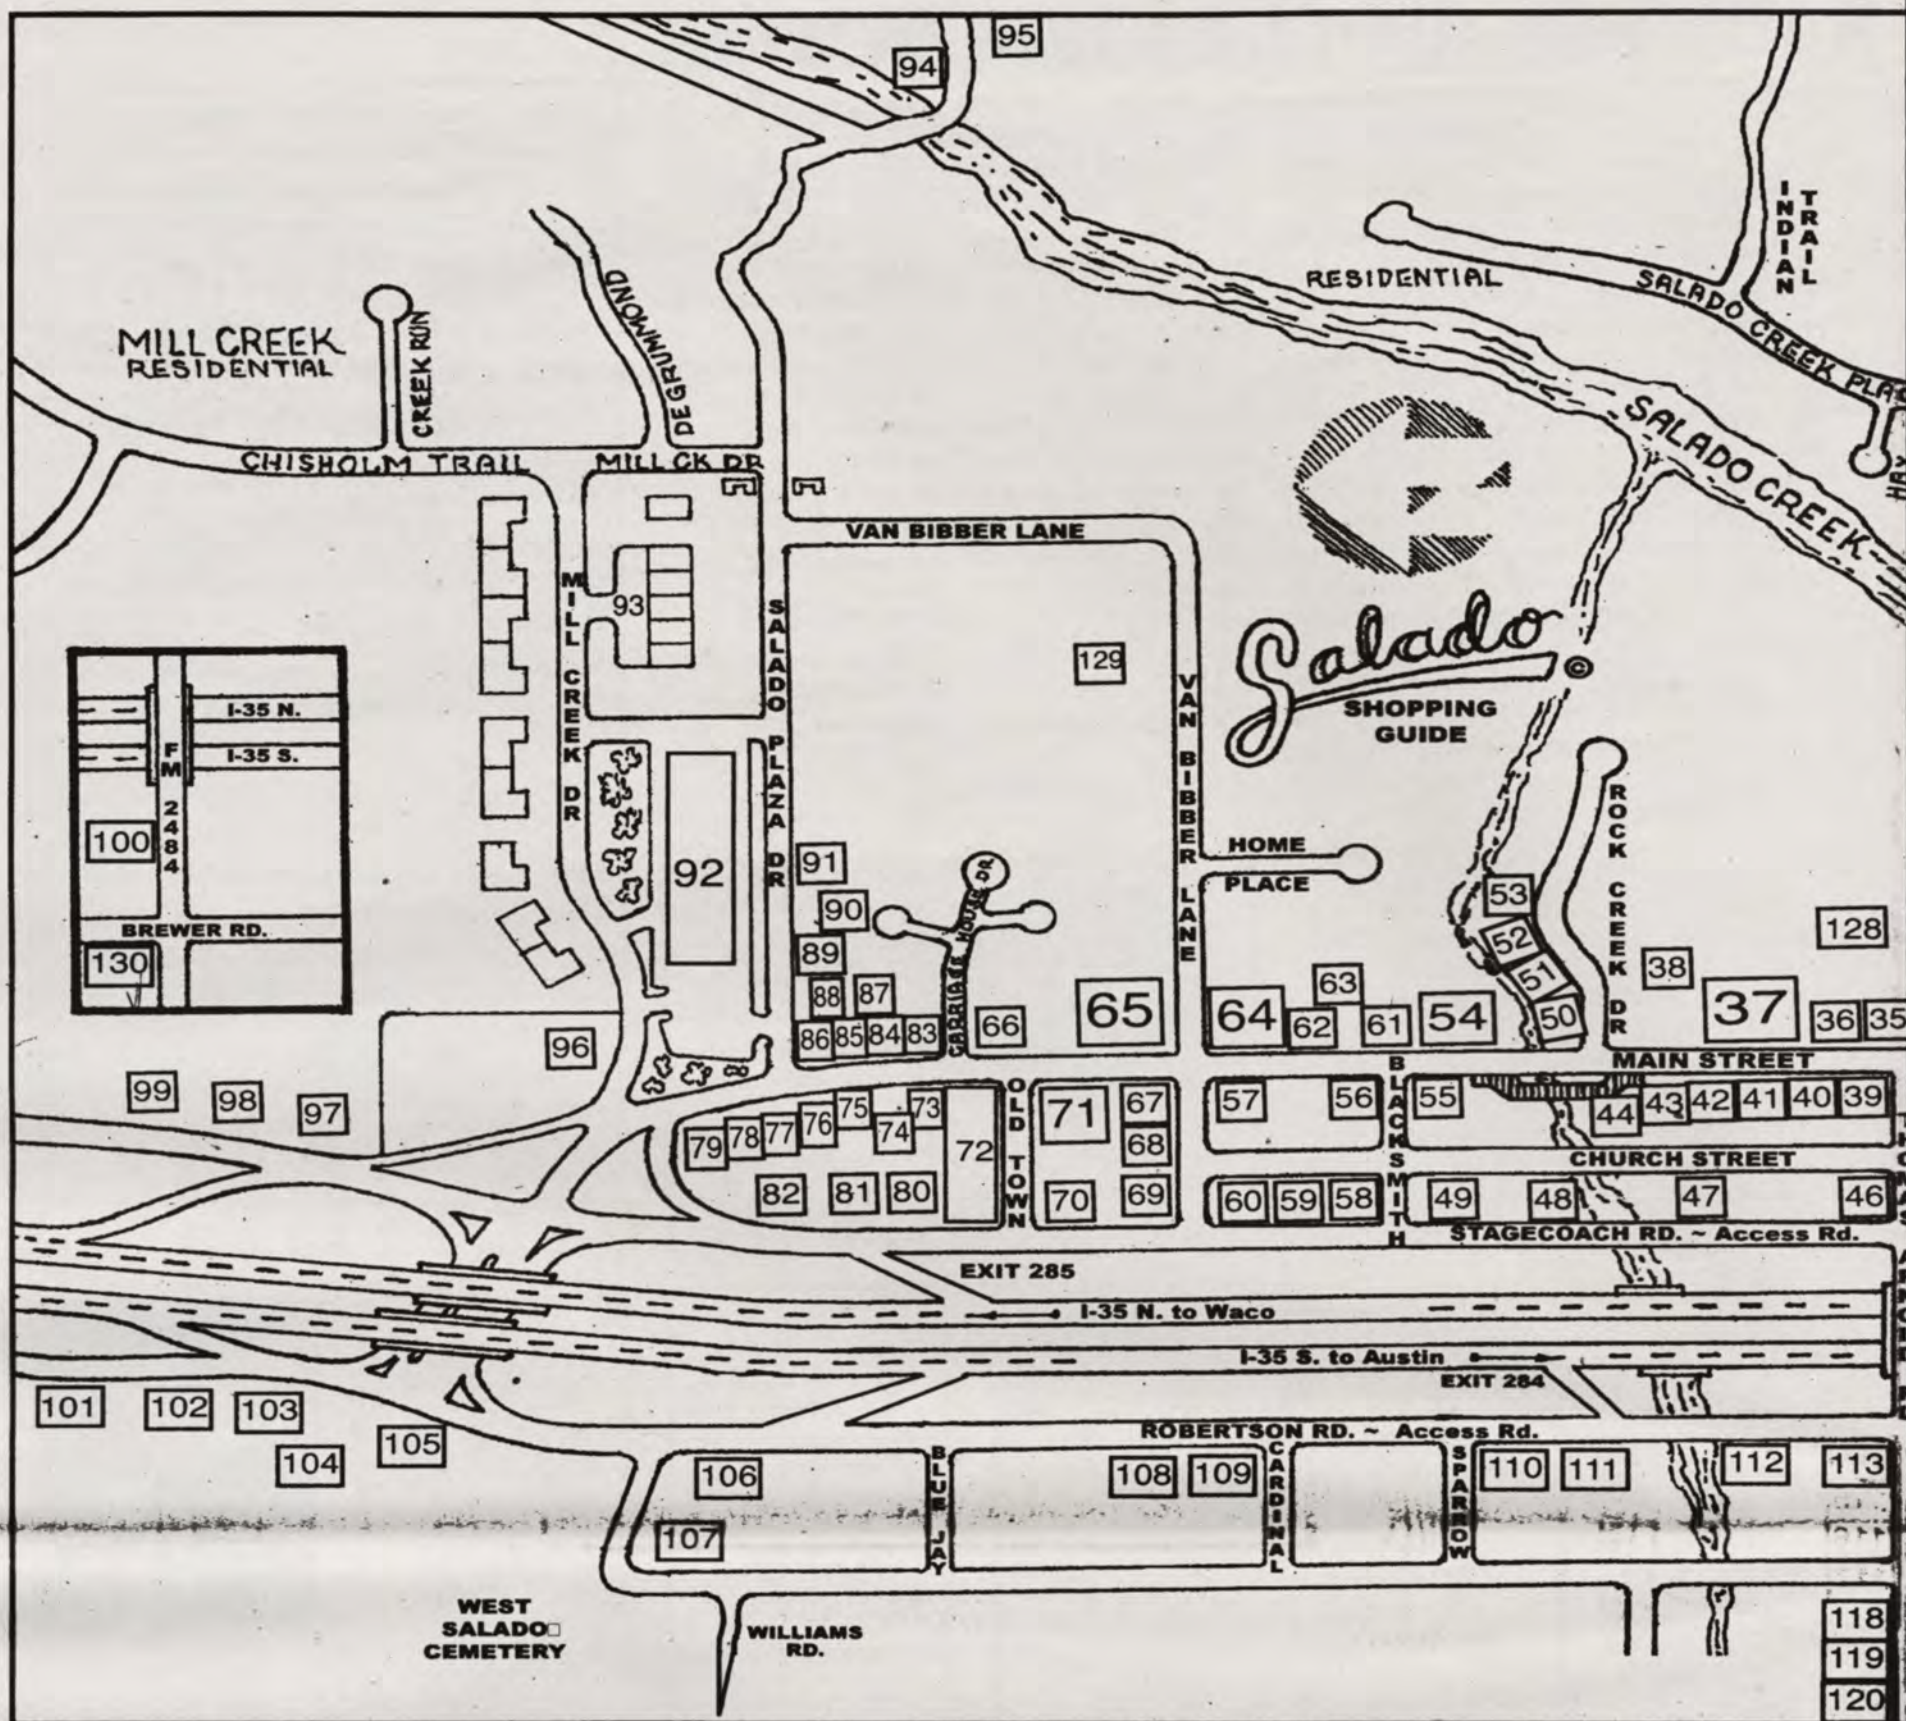 95
94
INDIAN
TRAIL
RESIDENTIAL
SALADO CREEK
DEGRUMMOND
MILL CREEK
RESIDENTIAL
CREEK RUN
SALADO CREEK
CHISHOLM TRAIL
MILL CK DR
VAN BIBBER LANE
MILL CREEK DR
93
SALADO PLAZA DR
129
VAN BIBBER LANE
Salado
©
SHOPPING
GUIDE
I-35 N.
I-35 S.
FM 2484
100
BREWER RD.
130
ROCK CREEK DR
HOME
PLACE
92
91
90
89
88
87
86
85
84
83
CARRIAGE HOUSE DR
66
65
64
63
62
61
54
53
52
51
50
38
37
128
36
35
96
MAIN STREET
99
98
97
79
78
77
76
75
74
73
72
82
81
80
OLD TOWN
71
67
68
70
69
57
56
BLACKSMITH
55
44
43
42
41
40
39
CHURCH STREET
60
59
58
49
48
47
46
STAGECOACH RD. ~ Access Rd.
EXIT 285
I-35 N. to Waco
I-35 S. to Austin
EXIT 284
101
102
103
104
105
ROBERTSON RD. ~ Access Rd.
106
107
BLUE JAY
108
109
CARDINAL
SPARROW
110
111
112
113
WEST
SALADO
CEMETERY
WILLIAMS
RD.
118
119
120